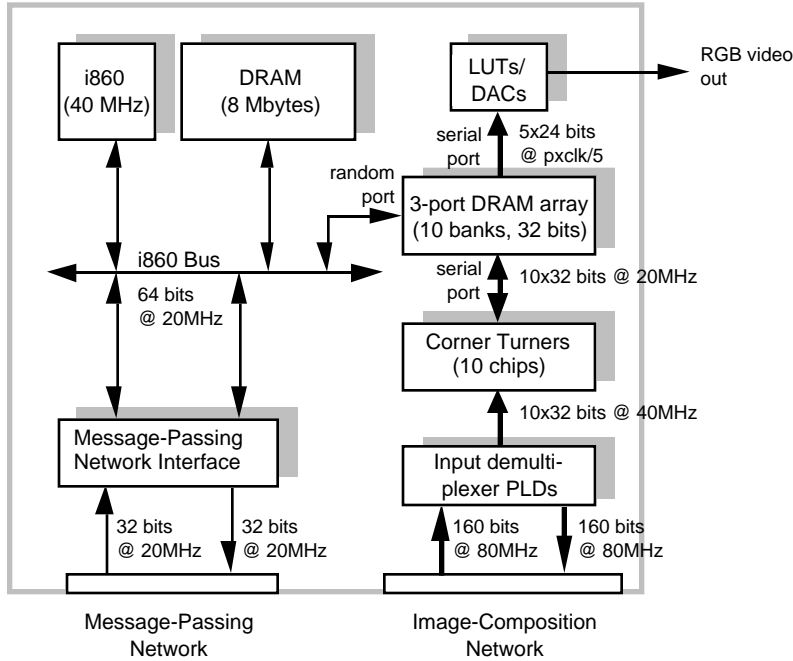 i860
(40 MHz)
DRAM
(8 Mbytes)
LUTs/
DACs
RGB video
out
serial
port
5x24 bits
@ pxclk/5
random
port
3-port DRAM array
(10 banks, 32 bits)
i860 Bus
64 bits
@ 20MHz
serial
port
10x32 bits @ 20MHz
Corner Turners
(10 chips)
10x32 bits @ 40MHz
Message-Passing
Network Interface
Input demulti-
plexer PLDs
32 bits
@ 20MHz
32 bits
@ 20MHz
160 bits
@ 80MHz
160 bits
@ 80MHz
Message-Passing
Network
Image-Composition
Network